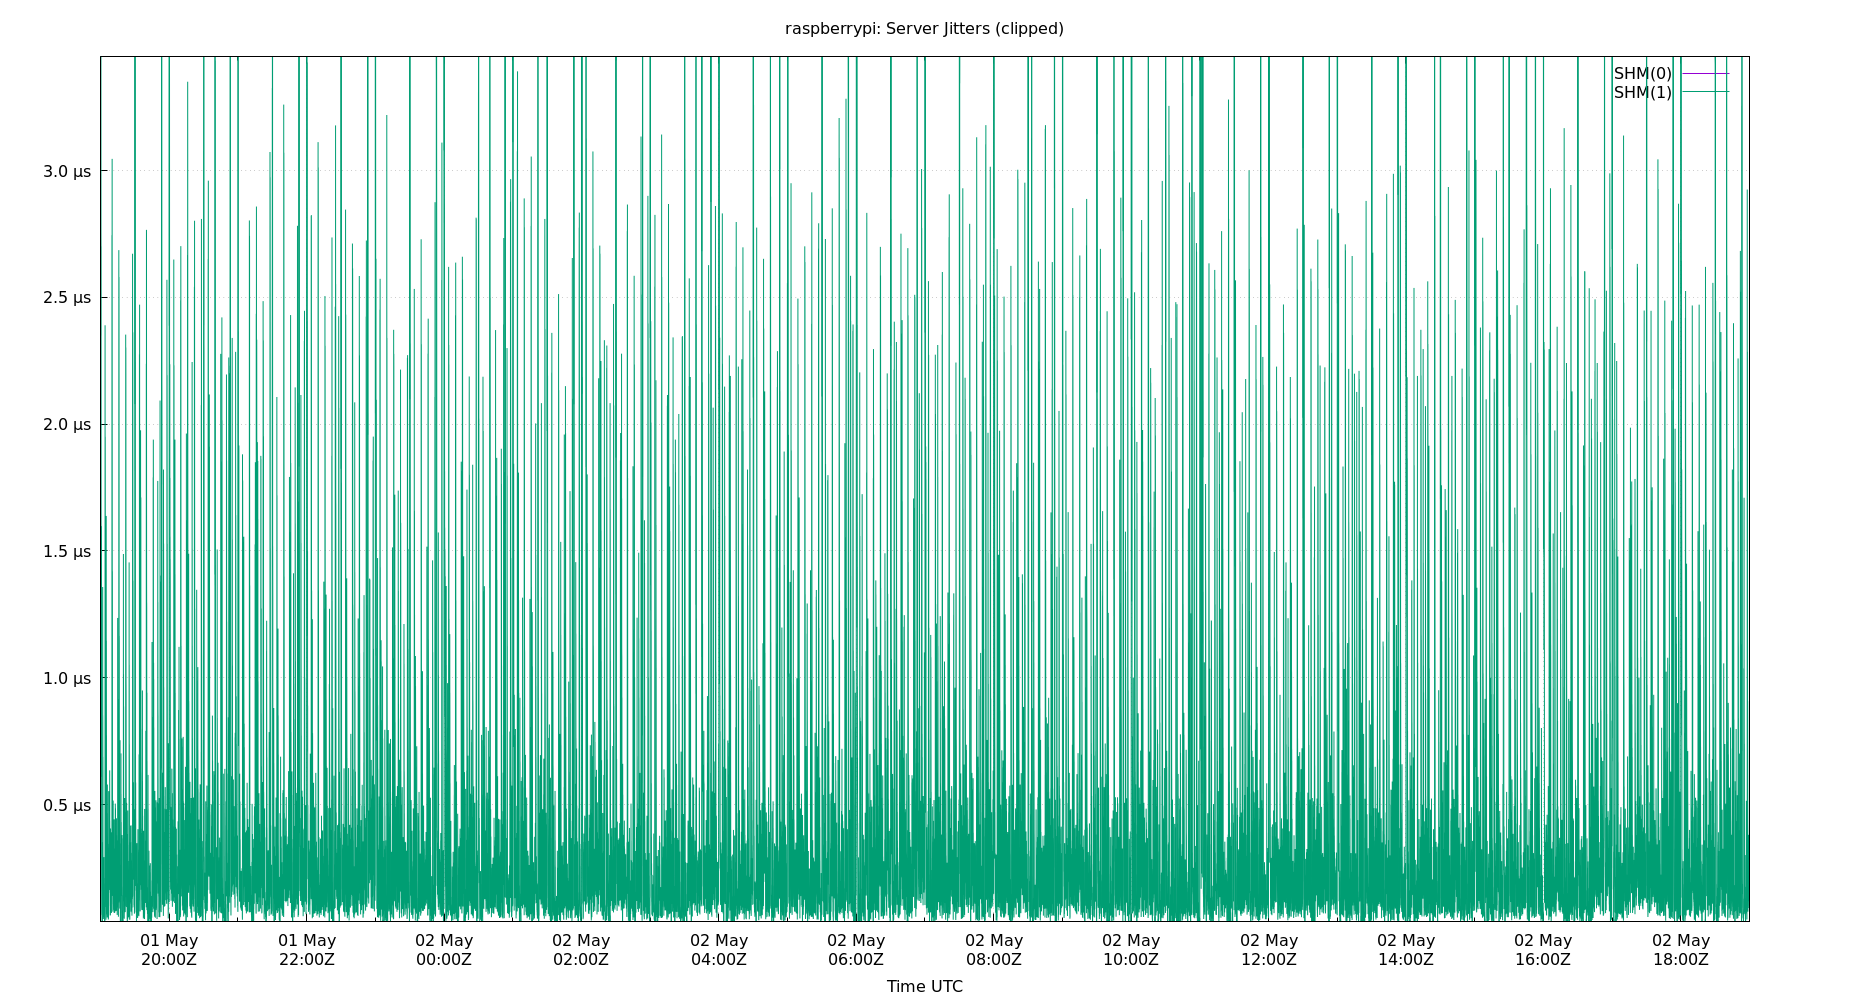 raspberrypi: Server Jitters (clipped)
SHM(0)
SHM(1)
3.0 µs
2.5 µs
2.0 µs
1.5 µs
1.0 µs
0.5 µs
01 May 01 May 02 May 02 May 02 May 02 May 02 May 02 May 02 May 02 May 02 May 02 May
20:00Z 22:00Z 00:00Z 02:00Z 04:00Z 06:00Z 08:00Z 10:00Z 12:00Z 14:00Z 16:00Z 18:00Z
Time UTC